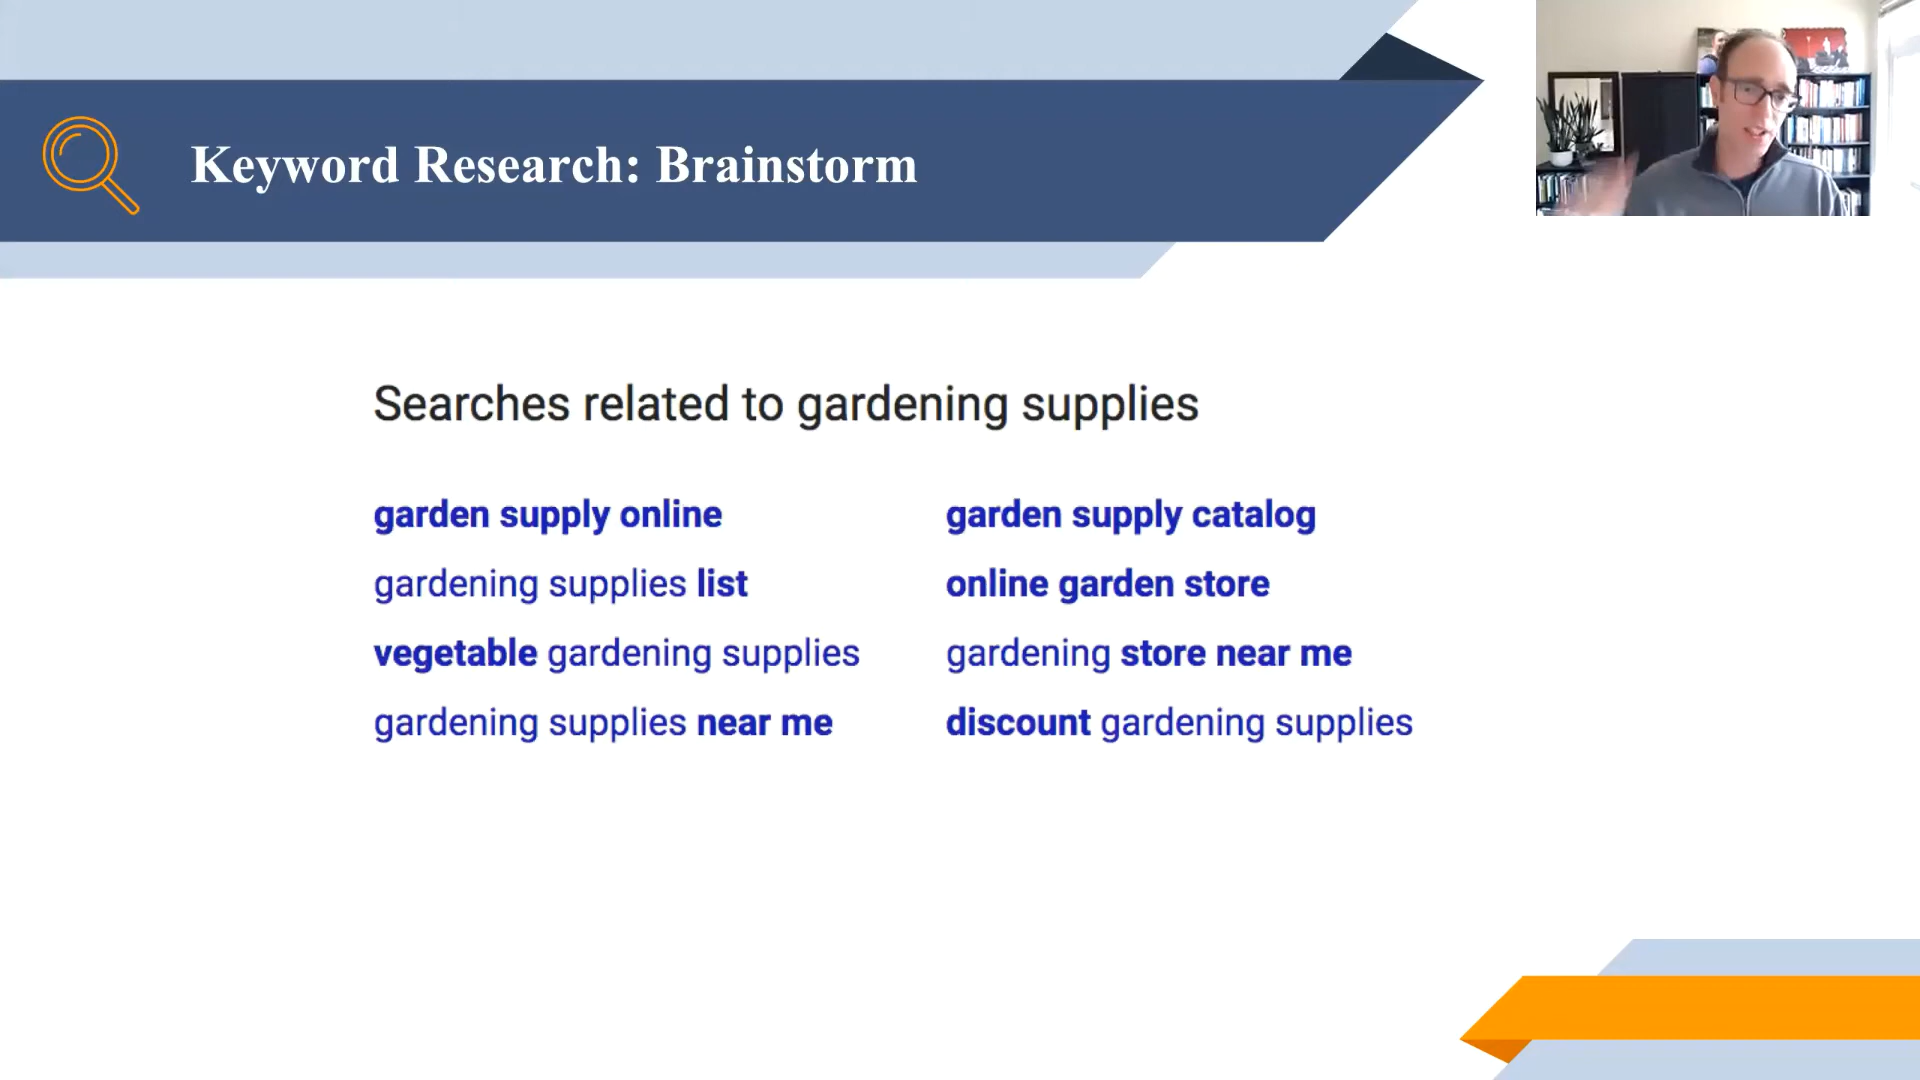 Keyword Research: Brainstorm
Searches related to gardening supplies
garden supply online
garden supply catalog
gardening supplies list
online garden store
vegetable gardening supplies
gardening store near me
gardening supplies near me
discount gardening supplies